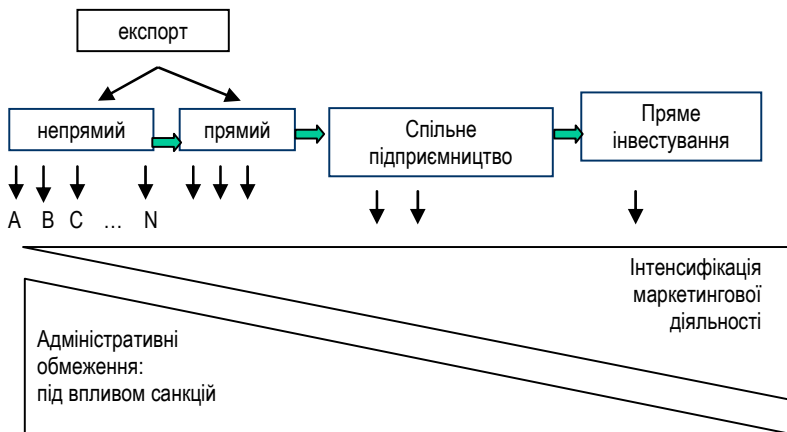 експорт
непрямий
прямий
Спільне
підприємництво
Пряме
інвестування
A B C ... N
Інтенсифікація
маркетингової
діяльності
Адміністративні
обмеження:
під впливом санкцій